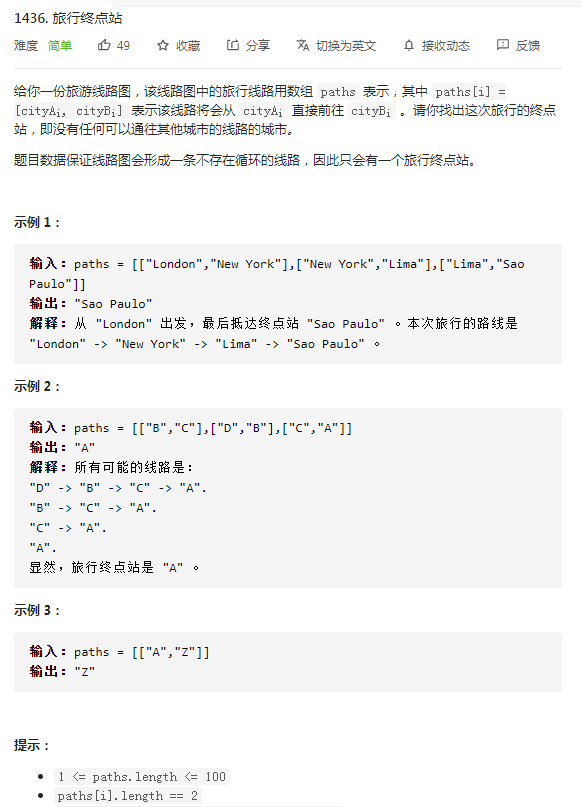 1436. 旅行终点站
难度 简单 49 收藏 分享 切换为英文 接收动态 反馈
给你一份旅游线路图，该线路图中的旅行线路用数组 paths 表示，其中 paths[i] =
[cityAi, cityBi] 表示该线路将会从 cityAi 直接前往 cityBi 。请你找出这次旅行的终点
站，即没有任何可以通往其他城市的线路的城市。
题目数据保证线路图会形成一条不存在循环的线路，因此只会有一个旅行终点站。
示例 1：
输入：paths = [["London","New York"],["New York","Lima"],["Lima","Sao
Paulo"]]
输出："Sao Paulo"
解释：从 "London" 出发，最后抵达终点站 "Sao Paulo" 。本次旅行的路线是
"London" -> "New York" -> "Lima" -> "Sao Paulo" 。
示例 2：
输入：paths = [["B","C"],["D","B"],["C","A"]]
输出："A"
解释：所有可能的线路是：
"D" -> "B" -> "C" -> "A".
"B" -> "C" -> "A".
"C" -> "A".
"A".
显然，旅行终点站是 "A" 。
示例 3：
输入：paths = [["A","Z"]]
输出："Z"
提示：
1 <= paths.length <= 100
paths[i].length == 2